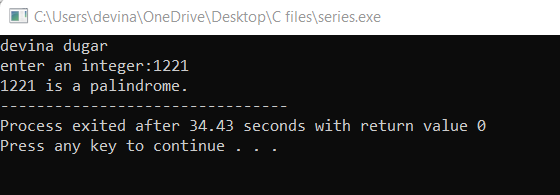 C:\Users\devina\OneDrive\Desktop\C files\series.exe
devina dugar
enter an integer:1221
1221 is a palindrome.
--------------------------------
Process exited after 34.43 seconds with return value 0
Press any key to continue . . .